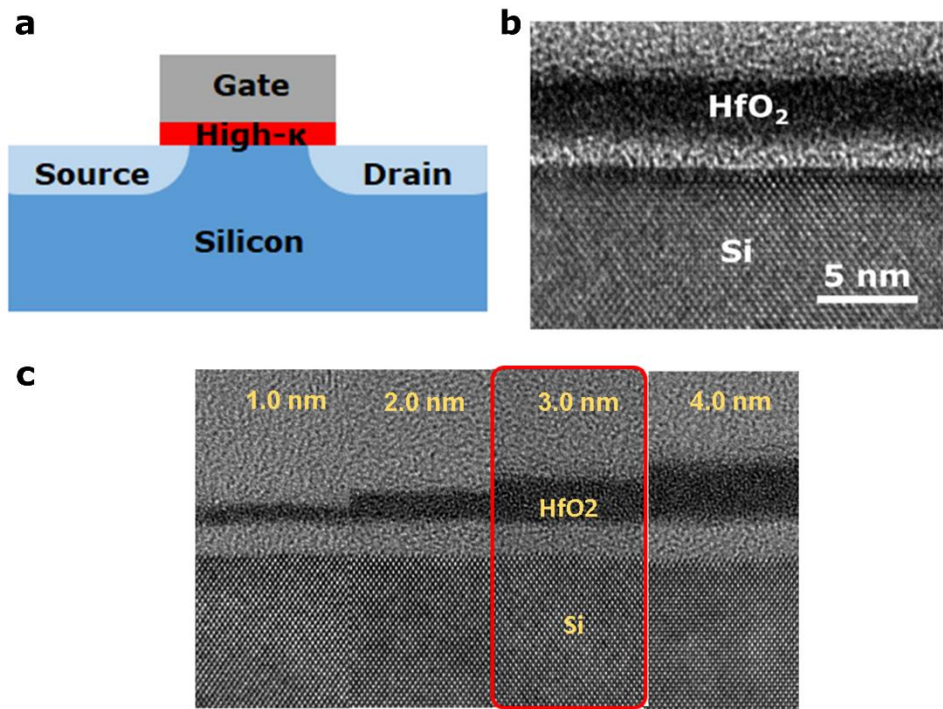 a
Gate
High-κ
Source
Drain
Silicon
b
HfO₂
Si
5 nm
c
1.0 nm
2.0 nm
3.0 nm
4.0 nm
HfO2
Si